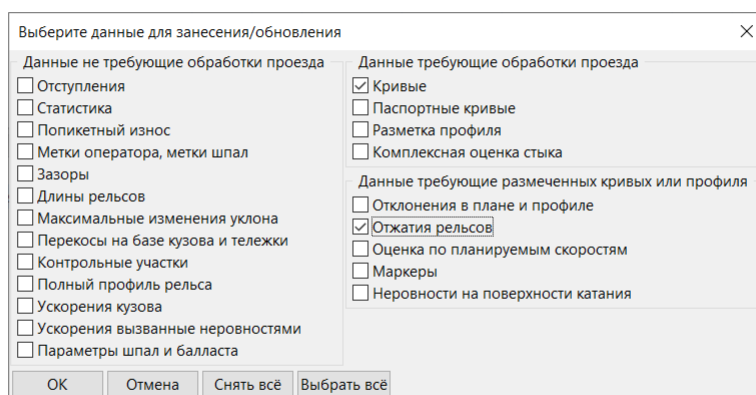 Выберите данные для занесения/обновления
Данные не требующие обработки проезда
Отступления
Статистика
Попикетный износ
Метки оператора, метки шпал
Зазоры
Длины рельсов
Максимальные изменения уклона
Перекосы на базе кузова и тележки
Контрольные участки
Полный профиль рельса
Ускорения кузова
Ускорения вызванные неровностями
Параметры шпал и балласта
Данные требующие обработки проезда
Кривые
Паспортные кривые
Разметка профиля
Комплексная оценка стыка
Данные требующие размеченных кривых или профиля
Отклонения в плане и профиле
Отжатия рельсов
Оценка по планируемым скоростям
Маркеры
Неровности на поверхности катания
ОК Отмена Снять всё Выбрать всё